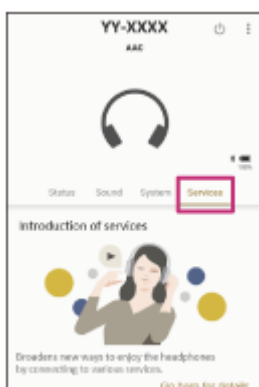 YY-XXXX
AAC
Status Sound System Services
Introduction of services
Broadens new ways to enjoy the headphones
by connecting to various services.
Go here for details